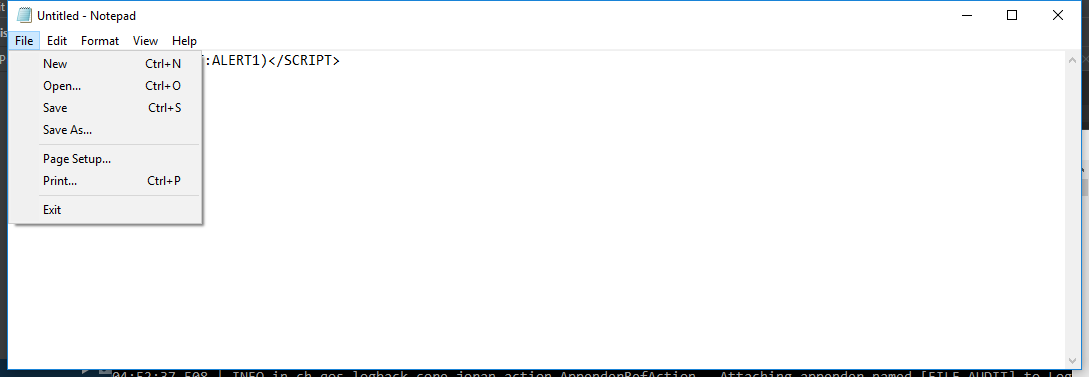 Untitled - Notepad
File Edit Format View Help
:ALERT1)</SCRIPT>
New Ctrl+N
Open... Ctrl+O
Save Ctrl+S
Save As...
Page Setup...
Print... Ctrl+P
Exit
04:52:37,508 | INFO in ch.qos.logback.core.joran.action.AppenderRefAction - Attaching appender named [FILE_AUDIT] to Log